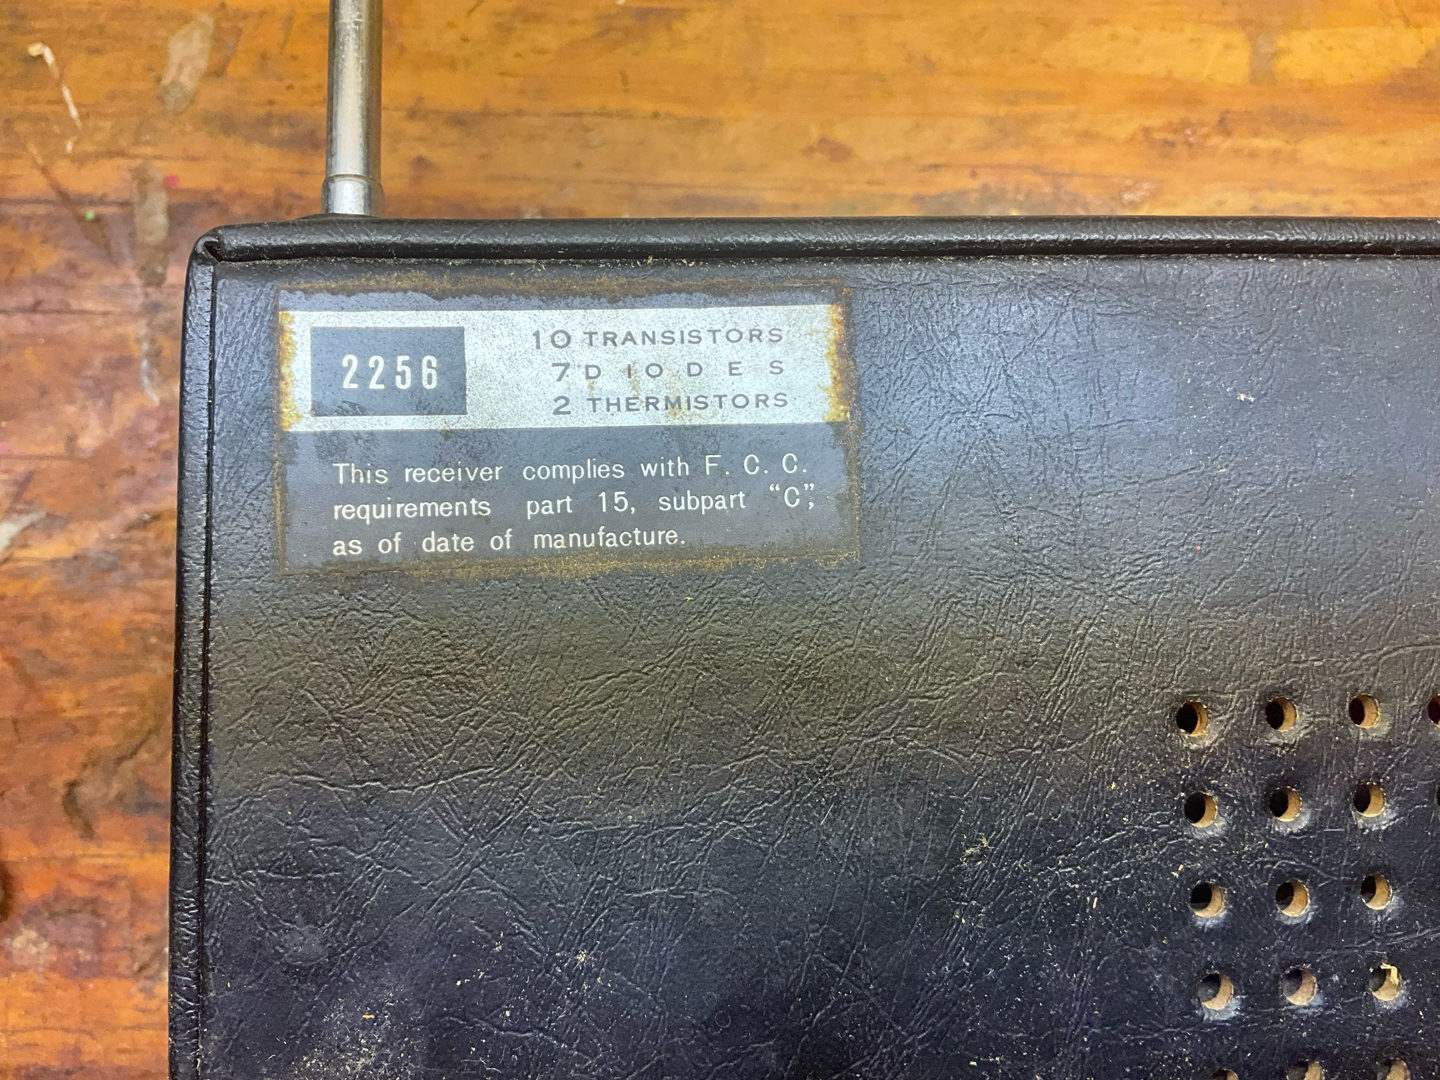 2256
10 TRANSISTORS
7 DIODES
2 THERMISTORS
This receiver complies with F. C. C.
requirements part 15, subpart “C”,
as of date of manufacture.